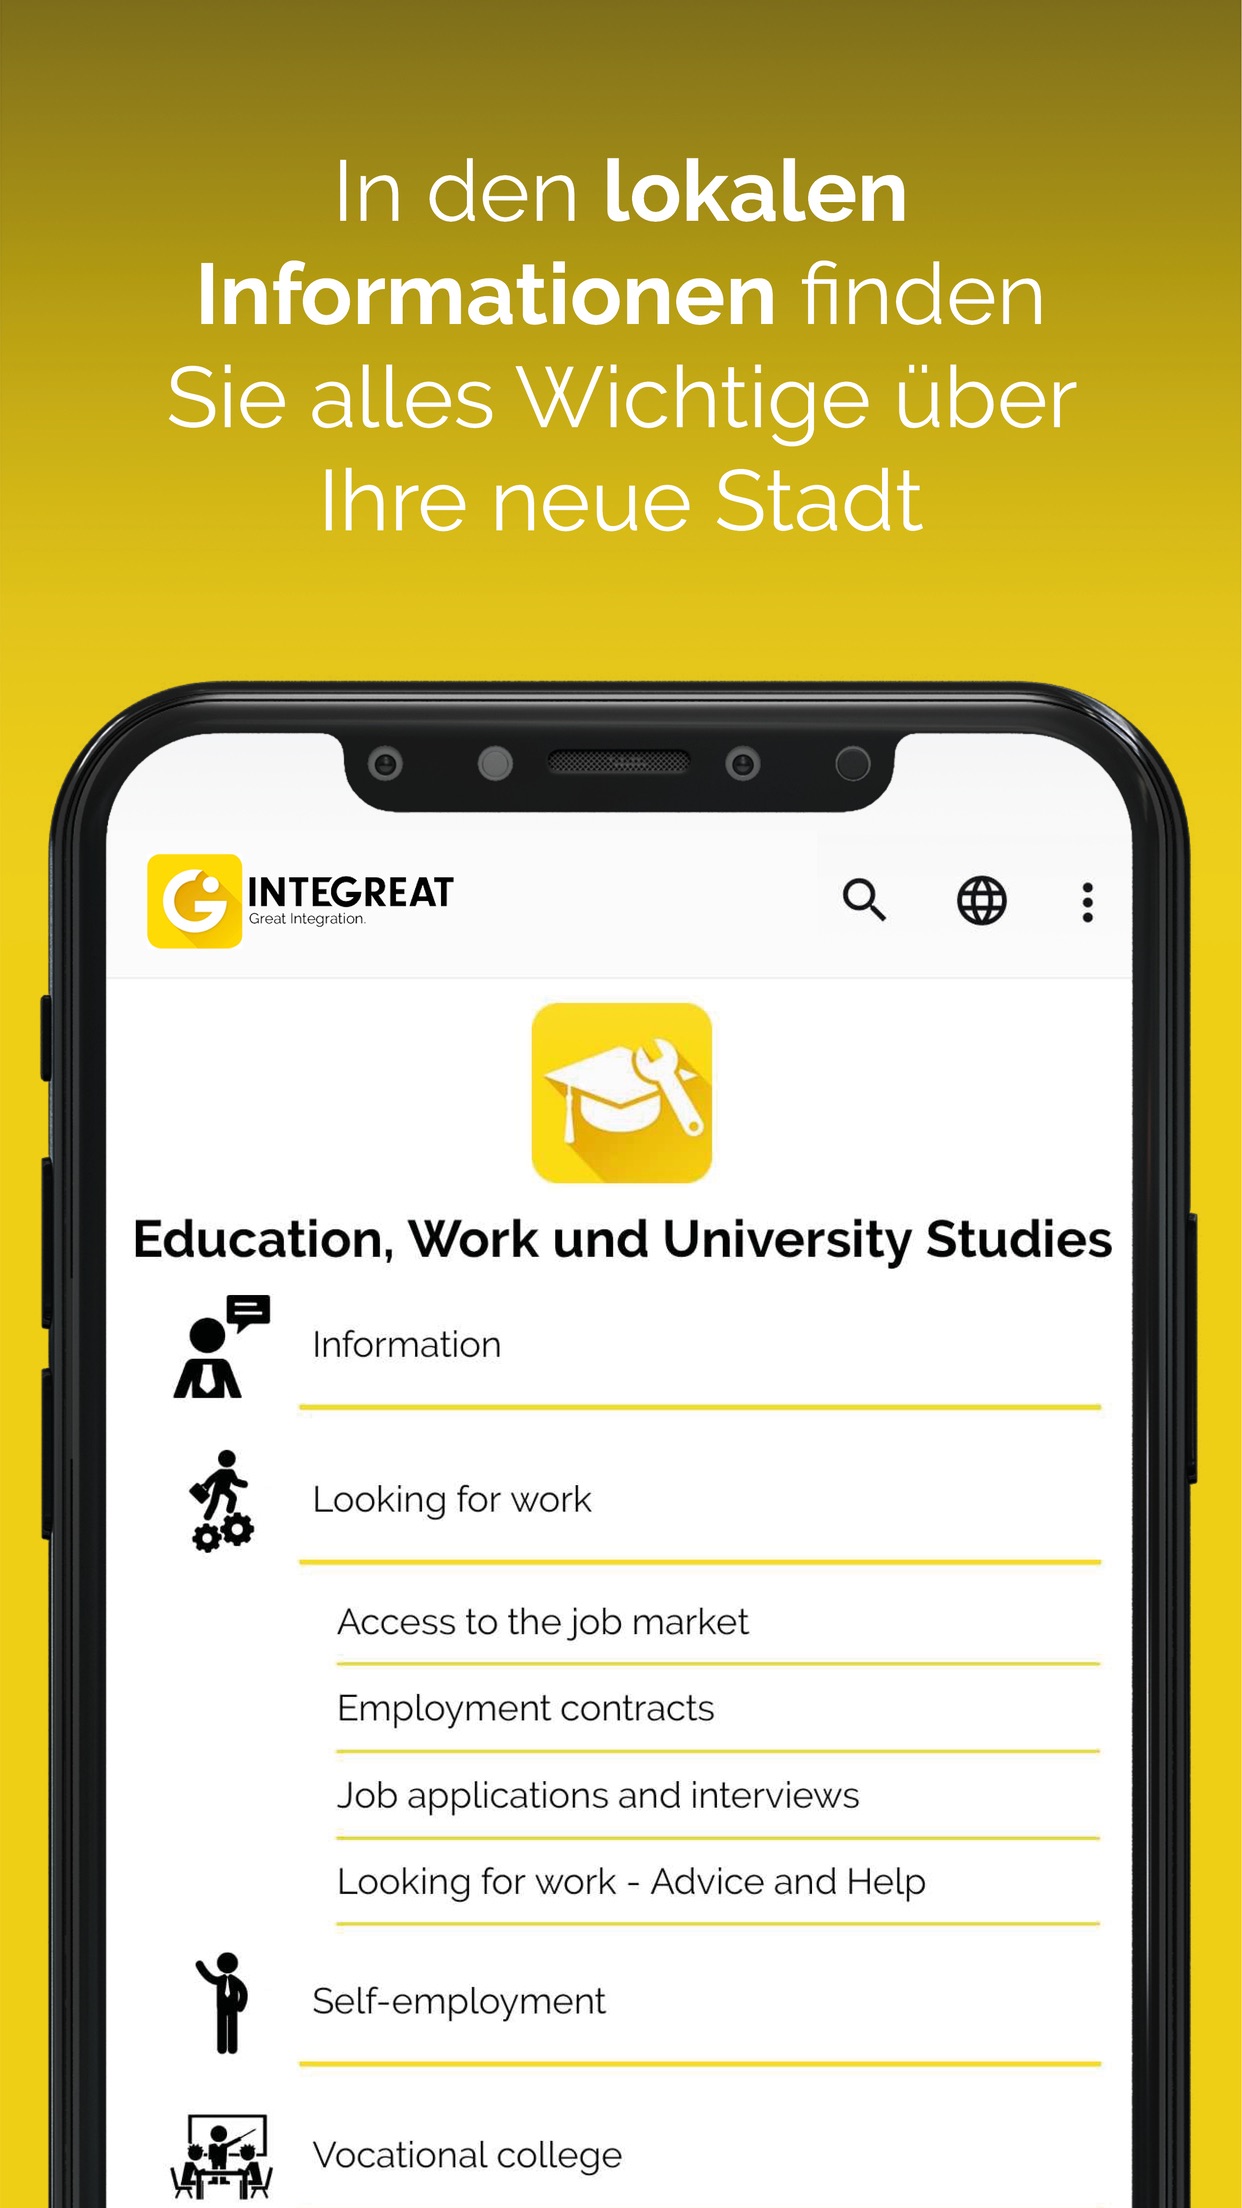 In den lokalen
Informationen finden
Sie alles Wichtige über
Ihre neue Stadt
INTEGREAT
Great Integration.
Education, Work und University Studies
Information
Looking for work
Access to the job market
Employment contracts
Job applications and interviews
Looking for work - Advice and Help
Self-employment
Vocational college